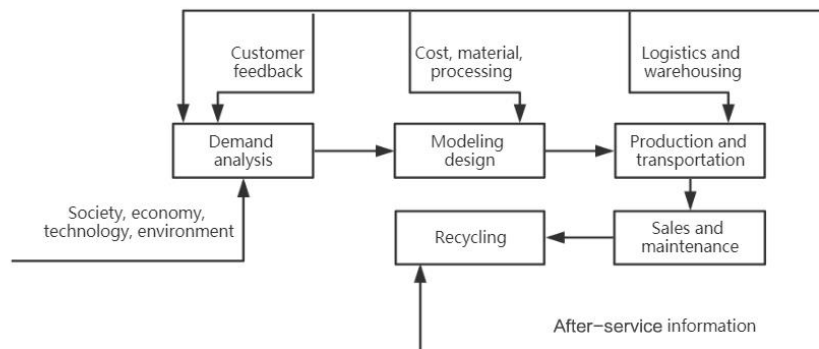 Customer
feedback
Cost, material,
processing
Logistics and
warehousing
Demand
analysis
Modeling
design
Production and
transportation
Society, economy,
technology, environment
Recycling
Sales and
maintenance
After-service information